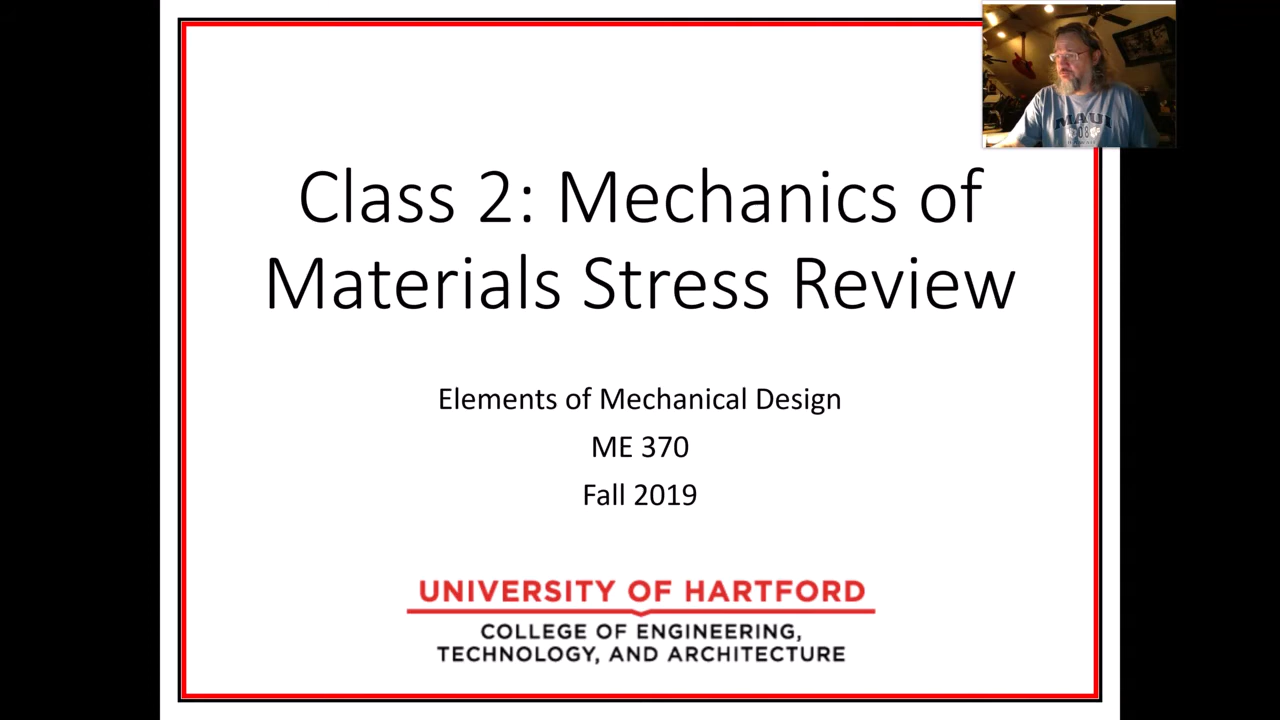 MAUI
Class 2: Mechanics of
Materials Stress Review
Elements of Mechanical Design
ME 370
Fall 2019
UNIVERSITY OF HARTFORD
COLLEGE OF ENGINEERING,
TECHNOLOGY, AND ARCHITECTURE